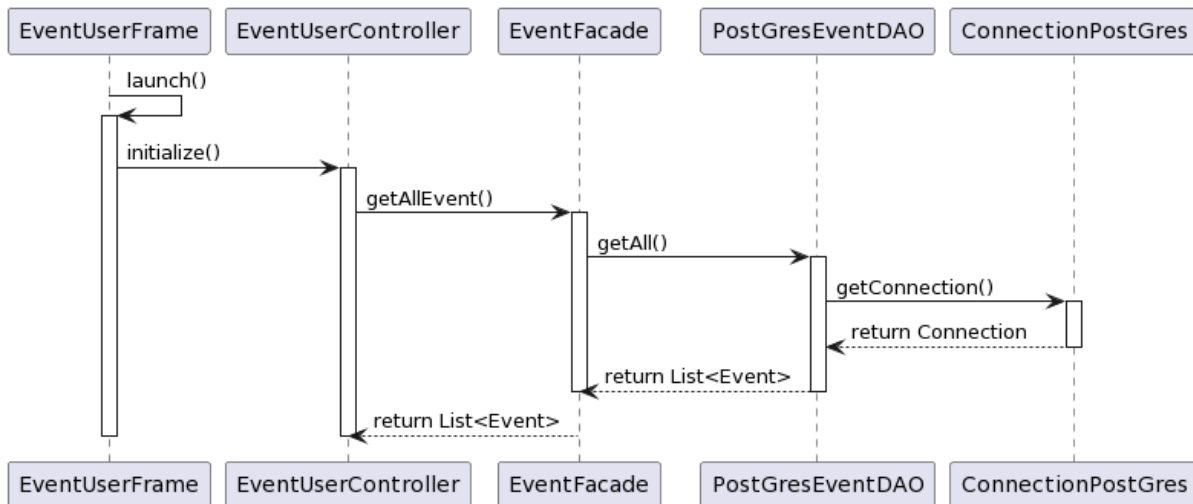 EventUserFrame EventUserController EventFacade PostGresEventDAO ConnectionPostGres
launch()
initialize()
getAllEvent()
getAll()
getConnection()
return Connection
return List<Event>
return List<Event>
EventUserFrame EventUserController EventFacade PostGresEventDAO ConnectionPostGres